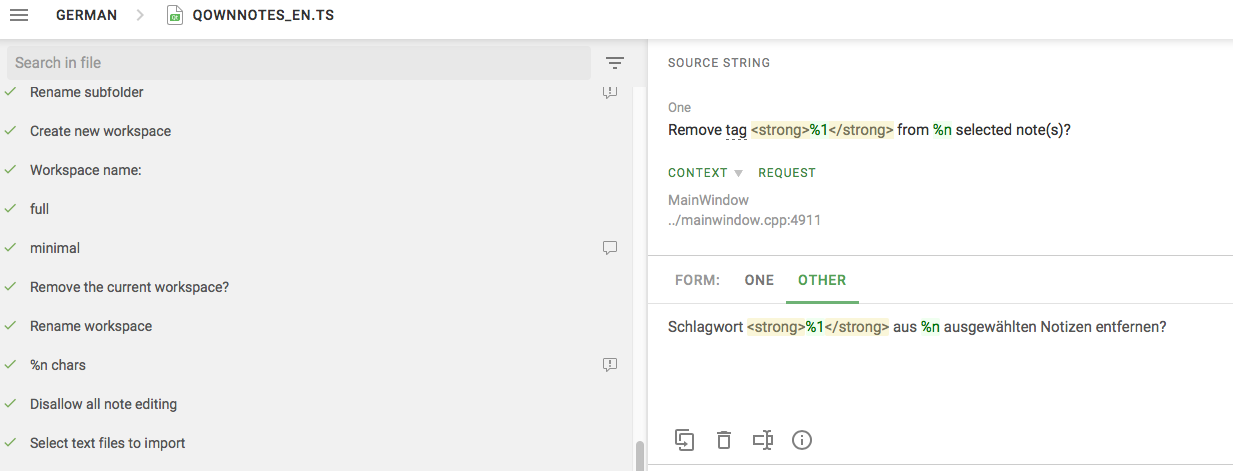 GERMAN QOWNNOTES_EN.TS
Search in file
Rename subfolder
Create new workspace
Workspace name:
full
minimal
Remove the current workspace?
Rename workspace
%n chars
Disallow all note editing
Select text files to import
SOURCE STRING
One
Remove tag <strong>%1</strong> from %n selected note(s)?
CONTEXT REQUEST
MainWindow
../mainwindow.cpp:4911
FORM: ONE OTHER
Schlagwort <strong>%1</strong> aus %n ausgewählten Notizen entfernen?